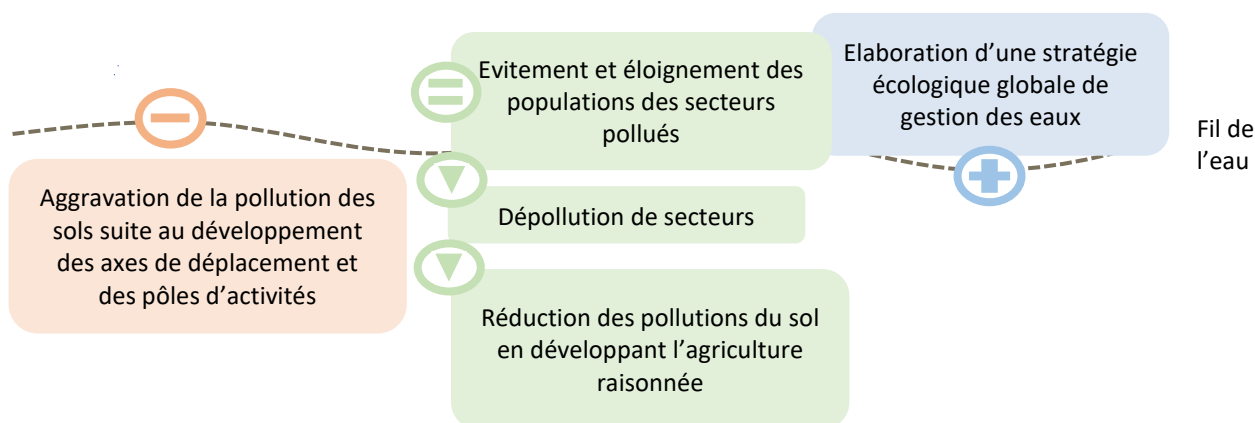 Aggravation de la pollution des
sols suite au développement
des axes de déplacement et
des pôles d’activités
Evitement et éloignement des
populations des secteurs
pollués
Dépollution de secteurs
Réduction des pollutions du sol
en développant l’agriculture
raisonnée
Elaboration d’une stratégie
écologique globale de
gestion des eaux
Fil de
l’eau